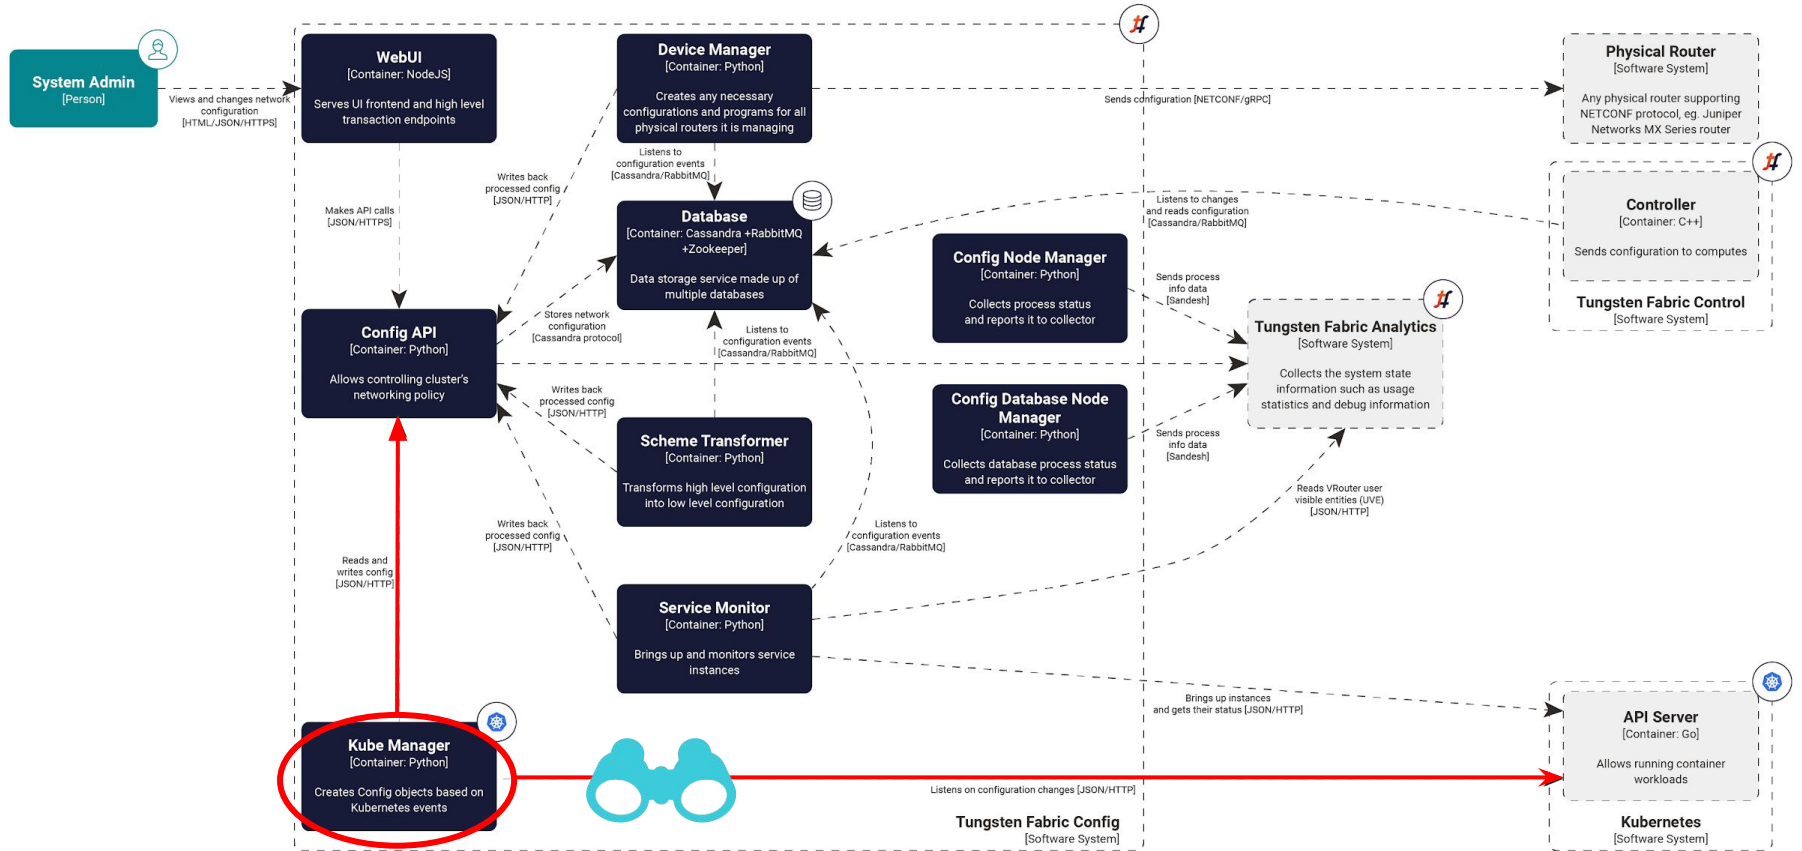 System Admin
[Person]
Views and changes network
configuration
[HTML/JSON/HTTPS]
WebUI
[Container: NodeJS]
Serves UI frontend and high level
transaction endpoints
Device Manager
[Container: Python]
Creates any necessary
configurations and programs for all
physical routers it is managing
Sends configuration [NETCONF/gRPC]
Physical Router
[Software System]
Any physical router supporting
NETCONF protocol, eg. Juniper
Networks MX Series router
Makes API calls
[JSON/HTTPS]
Writes back
processed config
[JSON/HTTP]
Listens to
configuration events
[Cassandra/RabbitMQ]
Database
[Container: Cassandra +RabbitMQ
+Zookeeper]
Data storage service made up of
multiple databases
Listens to changes
and reads configuration
[Cassandra/RabbitMQ]
Controller
[Container: C++]
Sends configuration to computes
Tungsten Fabric Control
[Software System]
Config Node Manager
[Container: Python]
Collects process status
and reports it to collector
Sends process
info data
[Sandesh]
Tungsten Fabric Analytics
[Software System]
Collects the system state
information such as usage
statistics and debug information
Config API
[Container: Python]
Allows controlling cluster's
networking policy
Stores network
configuration
[Cassandra protocol]
Listens to
configuration events
[Cassandra/RabbitMQ]
Writes back
processed config
[JSON/HTTP]
Config Database Node
Manager
[Container: Python]
Collects database process status
and reports it to collector
Sends process
info data
[Sandesh]
Scheme Transformer
[Container: Python]
Transforms high level configuration
into low level configuration
Reads VRouter user
visible entities (UVE)
[JSON/HTTP]
Writes back
processed config
[JSON/HTTP]
Listens to
configuration events
[Cassandra/RabbitMQ]
Reads and
writes config
[JSON/HTTP]
Service Monitor
[Container: Python]
Brings up and monitors service
instances
Brings up instances
and gets their status [JSON/HTTP]
API Server
[Container: Go]
Allows running container
workloads
Kubernetes
[Software System]
Kube Manager
[Container: Python]
Creates Config objects based on
Kubernetes events
Listens on configuration changes [JSON/HTTP]
Tungsten Fabric Config
[Software System]